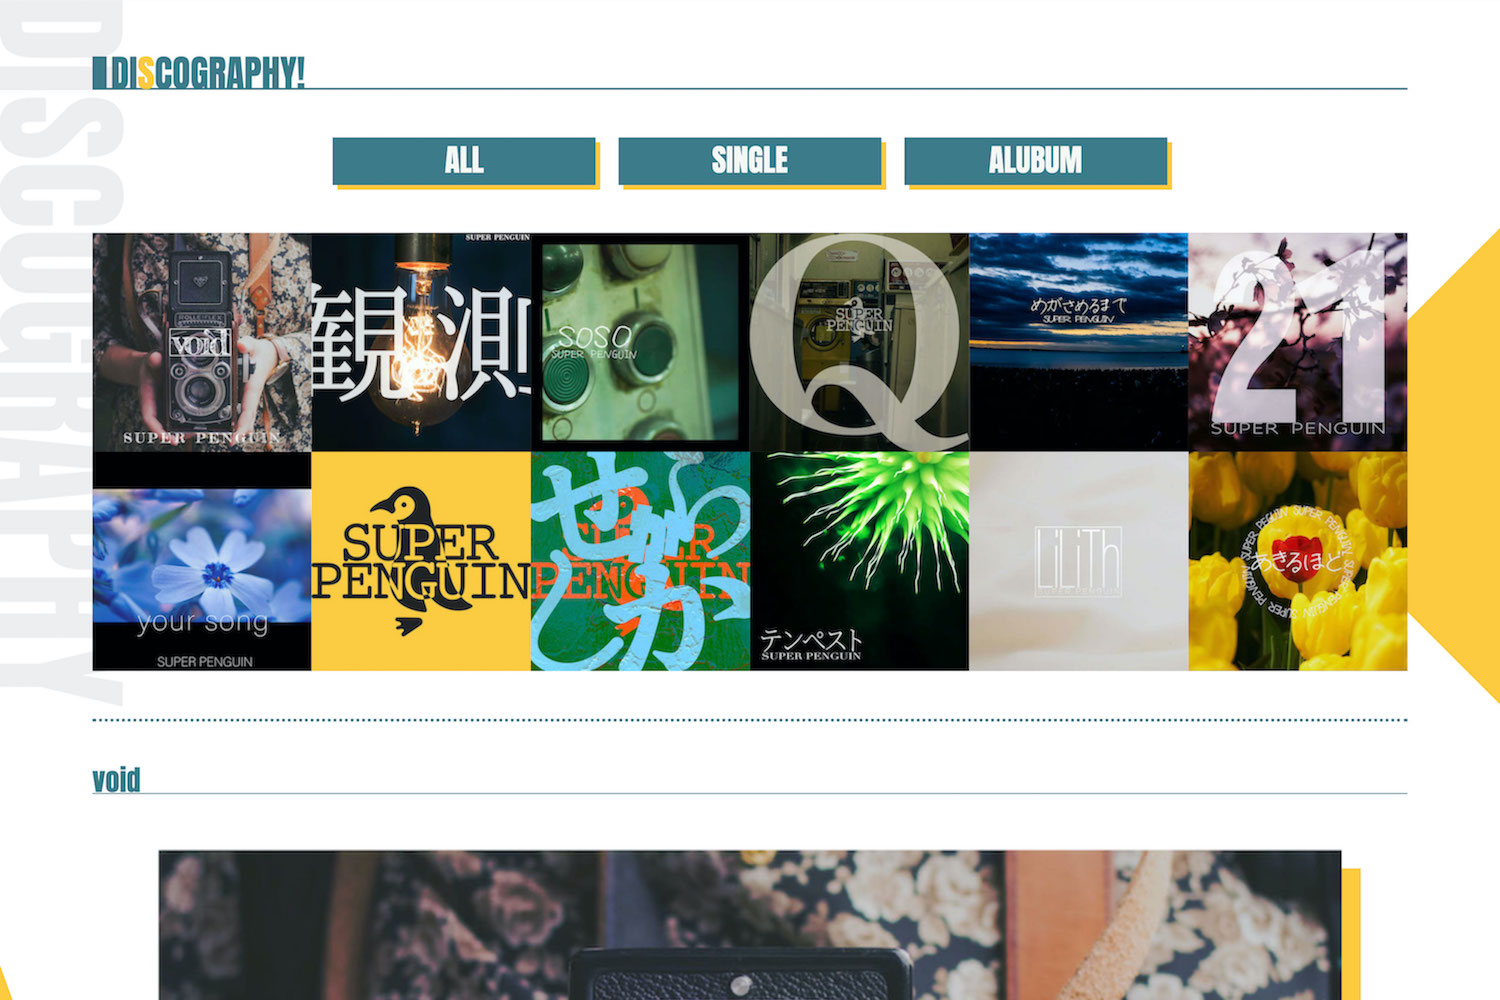 DISCOGRAPHY
DISCOGRAPHY!
ALL
SINGLE
ALUBUM
void
SUPER PENGUIN
SUPER PENGUIN
観測
SOSO
SUPER PENGUIN
Q
SUPER
PENGUIN
めがさめるまで
SUPER PENGUIN
21
SUPER PENGUIN
your song
SUPER PENGUIN
SUPER
PENGUIN
SUPER
PENGUIN
テンペスト
SUPER PENGUIN
LiLiTh
SUPER PENGUIN
SUPER PENGUIN SUPER PENGUIN SUPER PENGUIN SUPER PENGUIN
あきるほど
void